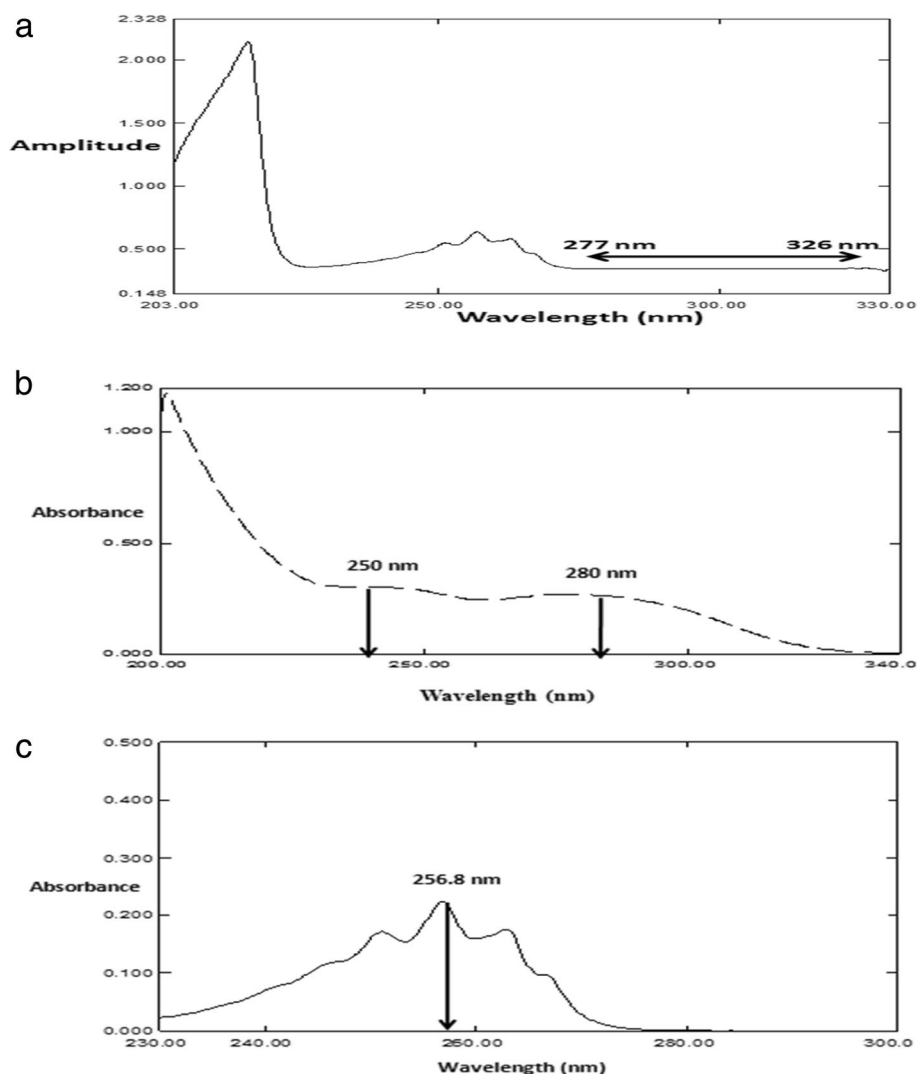 a
2.328
2.000
1.500
Amplitude
1.000
0.500
277 nm 326 nm
0.148
203.00 250.00 300.00 330.00
Wavelength (nm)
b
1.200
1.000
Absorbance
0.500
250 nm 280 nm
0.000
200.00 250.00 300.00 340.0
Wavelength (nm)
c
0.500
0.400
0.300
Absorbance
256.8 nm
0.200
0.100
0.000
230.00 240.00 260.00 280.00 300.0
Wavelength (nm)